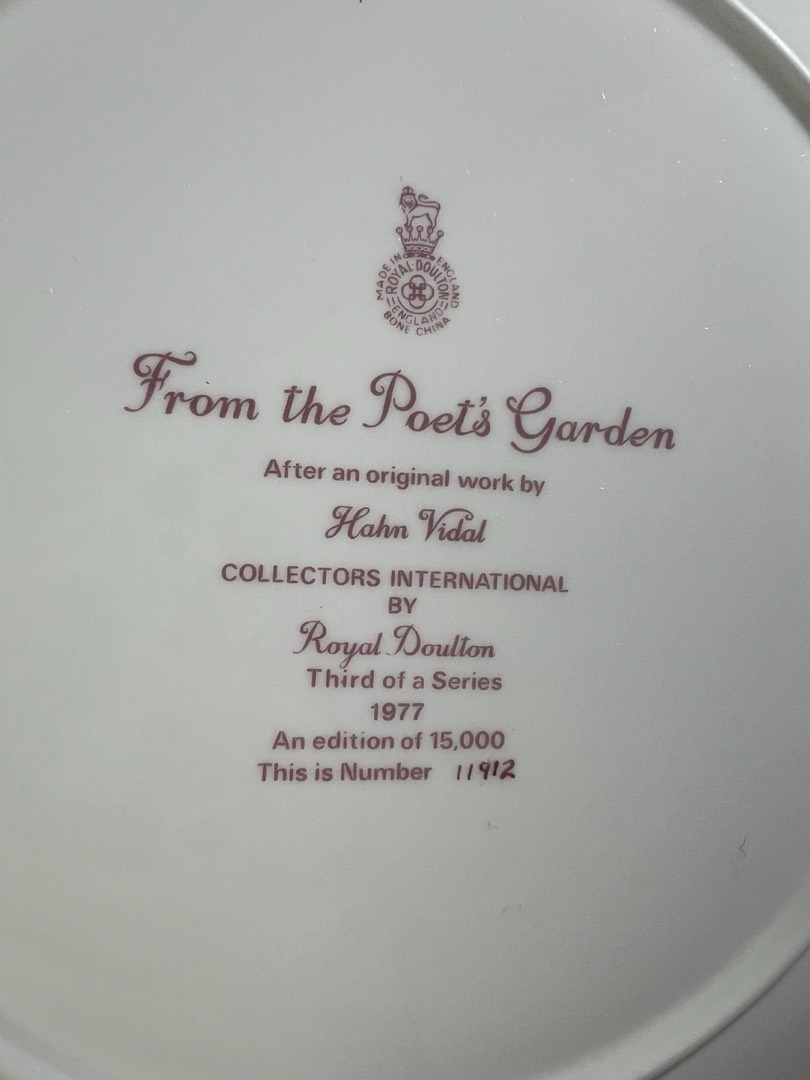 MADE IN ENGLAND
ROYAL·DOULTON
ENGLAND
BONE CHINA
From the Poet's Garden
After an original work by
Hahn Vidal
COLLECTORS INTERNATIONAL
BY
Royal Doulton
Third of a Series
1977
An edition of 15,000
This is Number 11912